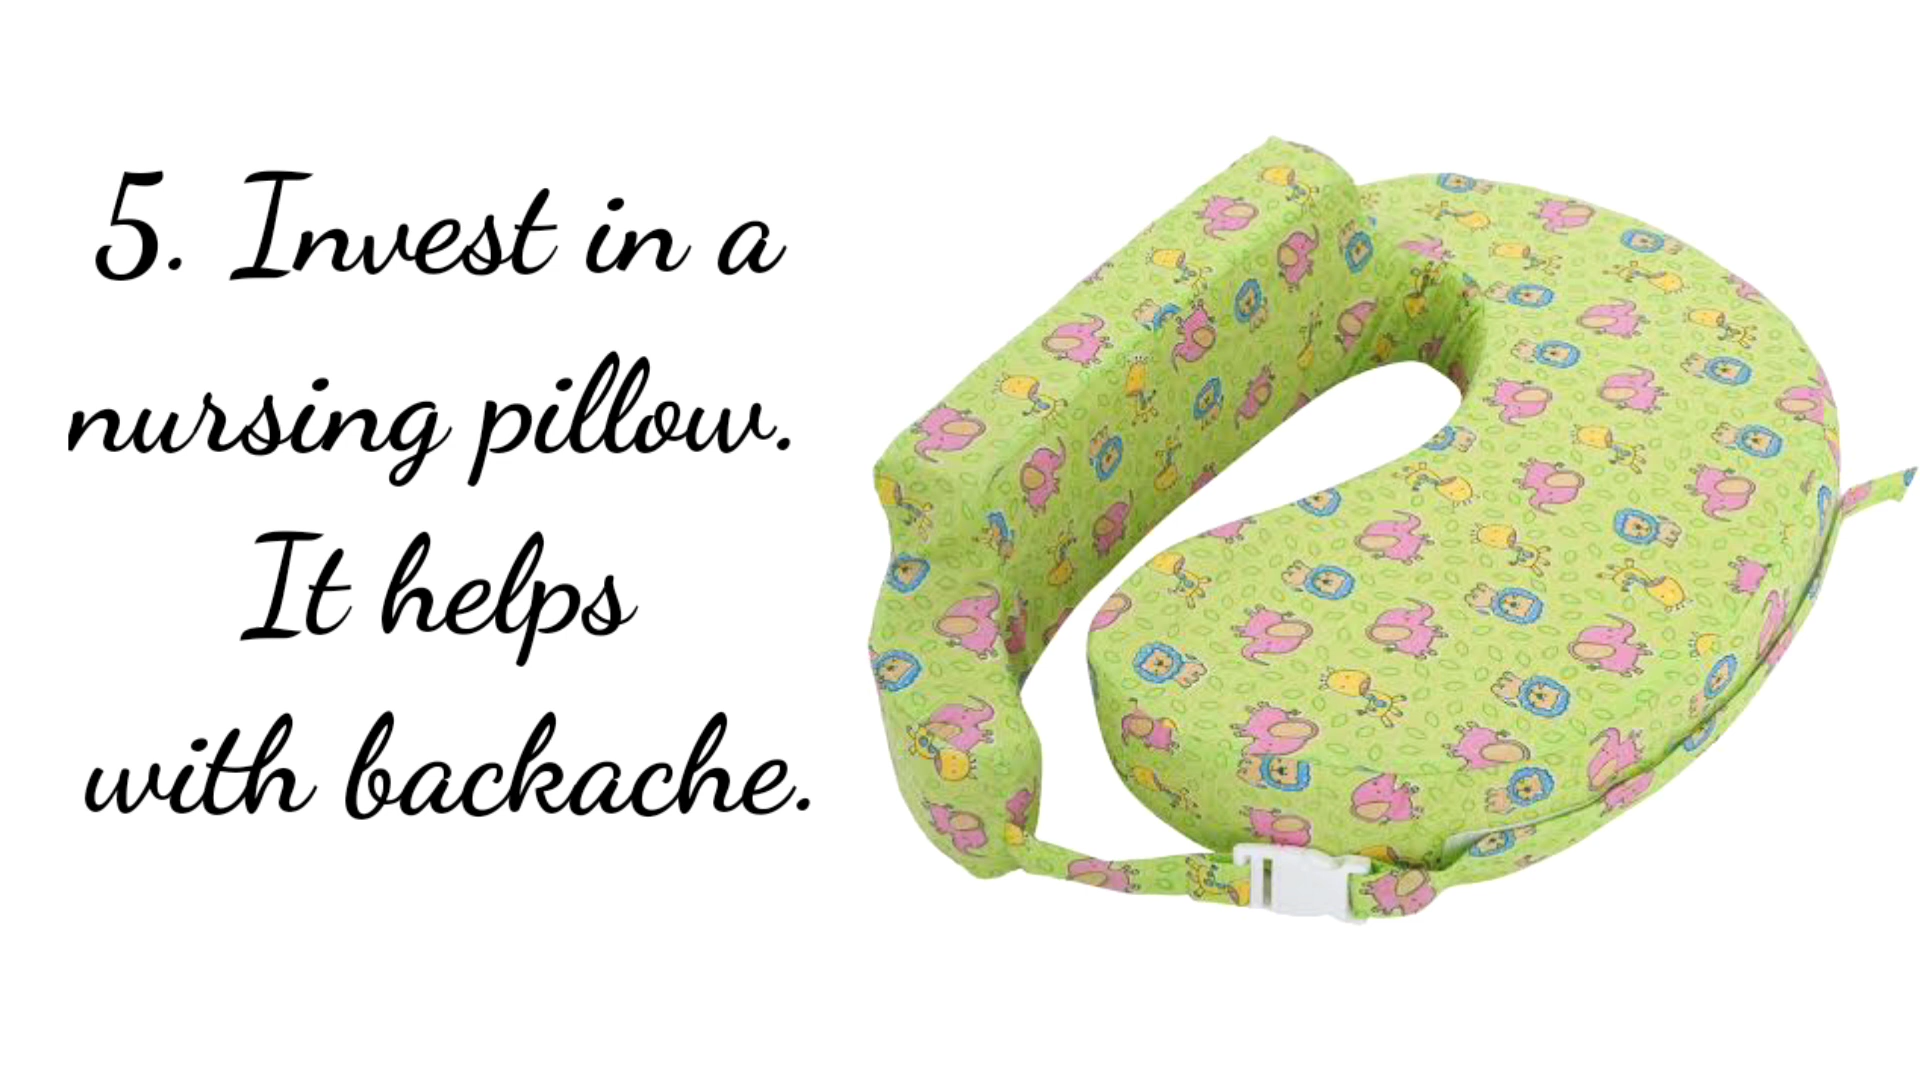 5. Invest in a
nursing pillow.
It helps
with backache.